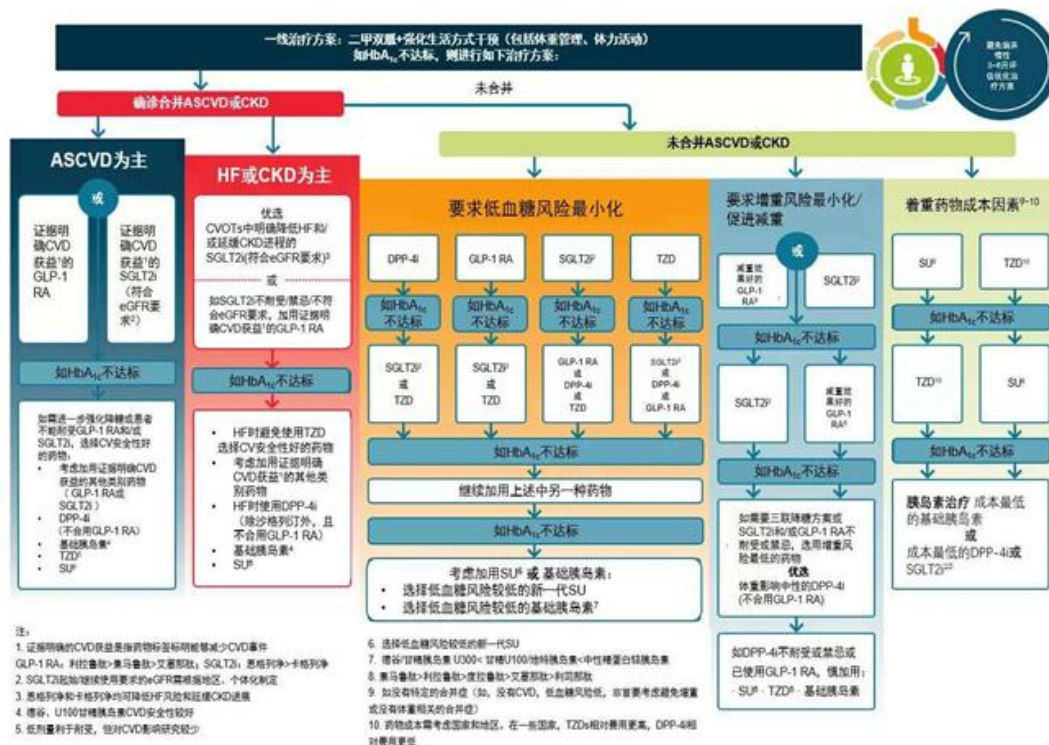 一线治疗方案：二甲双胍+强化生活方式干预（包括体重管理、体力活动）
如HbA1c不达标，则进行如下治疗方案：
避免临床
惰性
3-6月评
估优化治
疗方案
确诊合并ASCVD或CKD
未合并
未合并ASCVD或CKD
ASCVD为主
或
证据明
确CVD
获益¹的
GLP-1
RA
证据明
确CVD
获益¹的
SGLT2i
（符合
eGFR要
求²）
如HbA1c不达标
如需进一步强化降糖或患者
不能耐受GLP-1 RA和/或
SGLT2i，选择CV安全性好
的药物：
• 考虑加用证据明确CVD
获益的其他类别药物
（GLP-1 RA或
SGLT2i）
• DPP-4i
（不合用GLP-1 RA）
• 基础胰岛素⁴
• TZD⁵
• SU⁶
HF或CKD为主
优选
CVOTs中明确降低HF和/
或延缓CKD进程的
SGLT2i(符合eGFR要求)³
或
如SGLT2i不耐受/禁忌/不符
合eGFR要求，加用证据明
确CVD获益¹的GLP-1 RA
如HbA1c不达标
• HF时避免使用TZD
选择CV安全性好的药物
• 考虑加用证据明确
CVD获益¹的其他类
别药物
• HF时使用DPP-4i
（除沙格列汀外，且
不合用GLP-1 RA）
• 基础胰岛素⁴
• SU⁶
要求低血糖风险最小化
DPP-4i
GLP-1 RA
SGLT2i²
TZD
如HbA1c
不达标
如HbA1c
不达标
如HbA1c
不达标
如HbA1c
不达标
SGLT2i²
或
TZD
SGLT2i²
或
TZD
GLP-1 RA
或
DPP-4i
或
TZD
SGLT2i²
或
DPP-4i
或
GLP-1 RA
如HbA1c不达标
继续加用上述中另一种药物
如HbA1c不达标
考虑加用SU⁶ 或 基础胰岛素：
• 选择低血糖风险较低的新一代SU
• 选择低血糖风险较低的基础胰岛素⁷
要求增重风险最小化/
促进减重
或
减重效
果好的
GLP-1
RA⁸
SGLT2i²
如HbA1c不达标
SGLT2i²
减重效
果好的
GLP-1
RA⁸
如HbA1c不达标
如需要三联降糖方案或
SGLT2i和/或GLP-1 RA不
耐受或禁忌，选用增重风
险最低的药物
优选
体重影响中性的DPP-4i
(不合用GLP-1 RA)
如DPP-4i不耐受或禁忌或
已使用GLP-1 RA，慎加用：
· SU⁶ · TZD⁵ · 基础胰岛素
着重药物成本因素⁹⁻¹⁰
SU⁶
TZD¹⁰
如HbA1c不达标
TZD¹⁰
SU⁶
如HbA1c不达标
胰岛素治疗 成本最低
的基础胰岛素
或
成本最低的DPP-4i或
SGLT2i¹⁰
注：
1. 证据明确的CVD获益是指药物标签标明能够减少CVD事件
GLP-1 RA：利拉鲁肽>索马鲁肽>艾塞那肽；SGLT2i：恩格列净>卡格列净
2. SGLT2i起始/继续使用要求的eGFR需根据地区、个体化制定
3. 恩格列净和卡格列净均可降低HF风险和延缓CKD进展
4. 德谷、U100甘精胰岛素CVD安全性较好
5. 低剂量利于耐受，但对CVD影响研究较少
6. 选择低血糖风险较低的新一代SU
7. 德谷/甘精胰岛素 U300< 甘精U100/地特胰岛素<中性精蛋白锌胰岛素
8. 索马鲁肽>利拉鲁肽>度拉鲁肽>艾塞那肽>利司那肽
9. 如没有特定的合并症（如，没有CVD，低血糖风险低，非首要考虑避免增重
或没有体重相关的合并症）
10. 药物成本需考虑国家和地区，在一些国家，TZDs相对费用更高，DPP-4i相
对费用更低